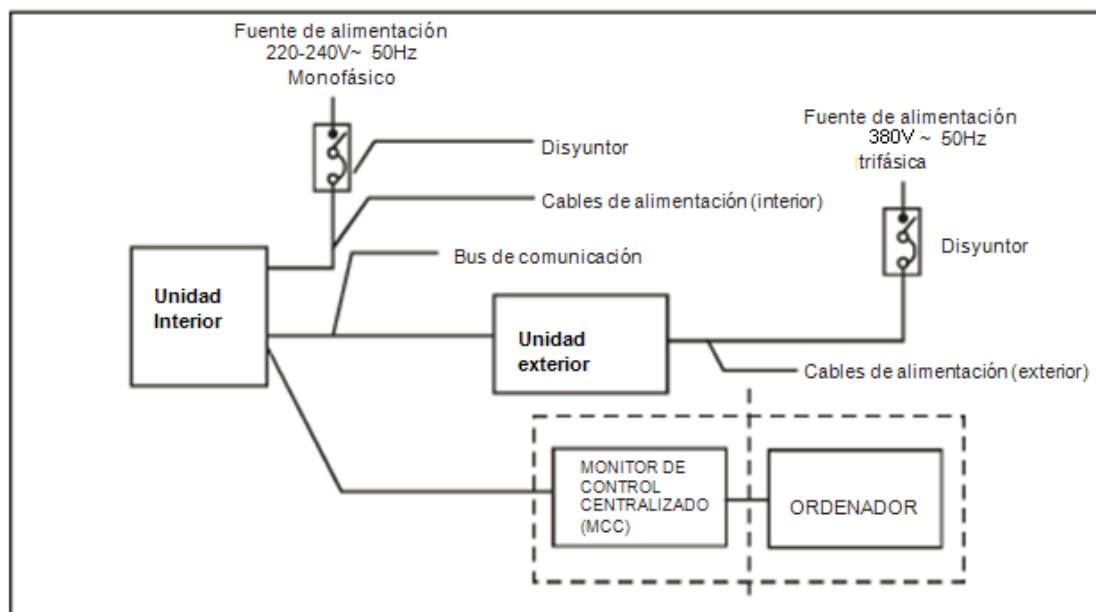 Fuente de alimentación
220-240V~ 50Hz
Monofásico
Fuente de alimentación
380V ~ 50Hz
trifásica
Disyuntor
Cables de alimentación (interior)
Disyuntor
Bus de comunicación
Unidad
Interior
Unidad
exterior
Cables de alimentación (exterior)
MONITOR DE
CONTROL
CENTRALIZADO
(MCC)
ORDENADOR